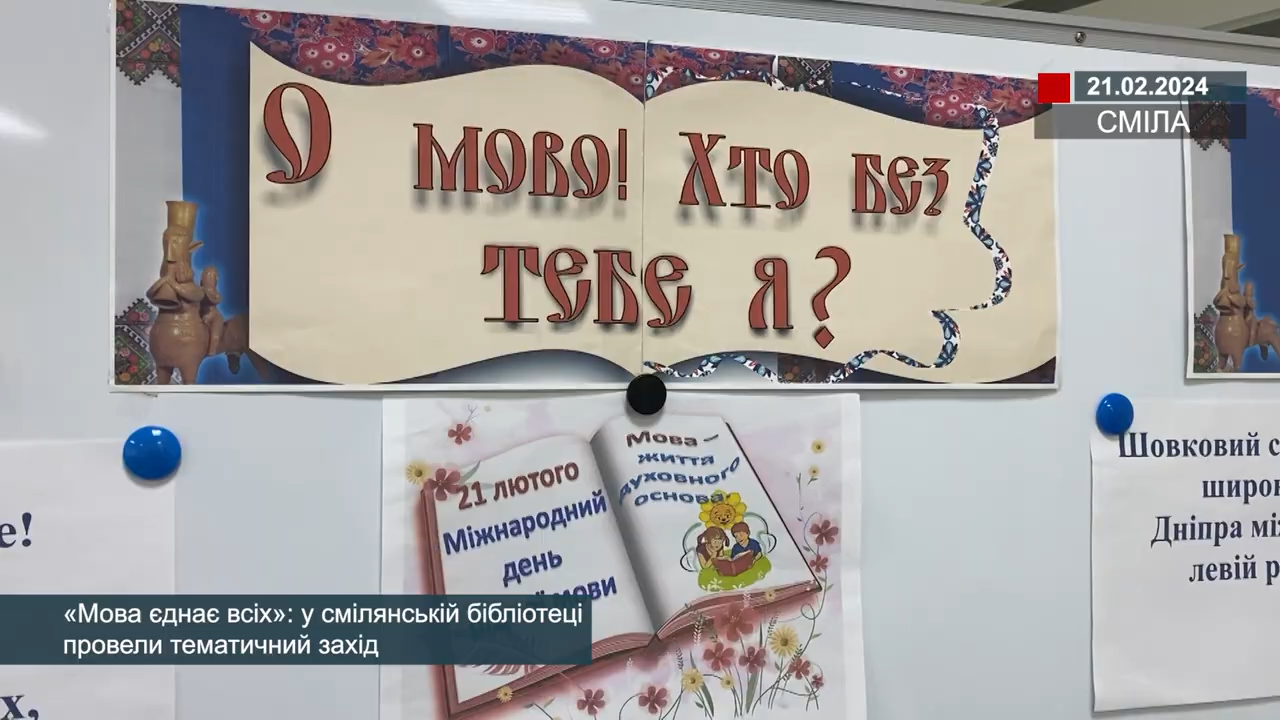 О МОВО! ХТО БЕЗ
ТЕБЕ Я?
21.02.2024
СМІЛА
21 ЛЮТОГО
Міжнародний
день
мови
Мова –
життя
духовного
основа
е!
х,
Шовковий с
широ
Дніпра мі
левій р
«Мова єднає всіх»: у смілянській бібліотеці
провели тематичний захід